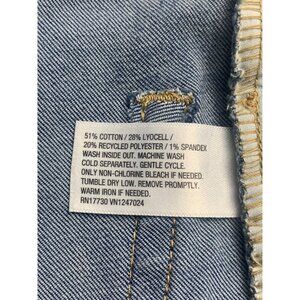 51% COTTON / 28% LYOCELL /
20% RECYCLED POLYESTER / 1% SPANDEX
WASH INSIDE OUT. MACHINE WASH
COLD SEPARATELY. GENTLE CYCLE.
ONLY NON-CHLORINE BLEACH IF NEEDED.
TUMBLE DRY LOW. REMOVE PROMPTLY.
WARM IRON IF NEEDED.
RN17730 VN1247024